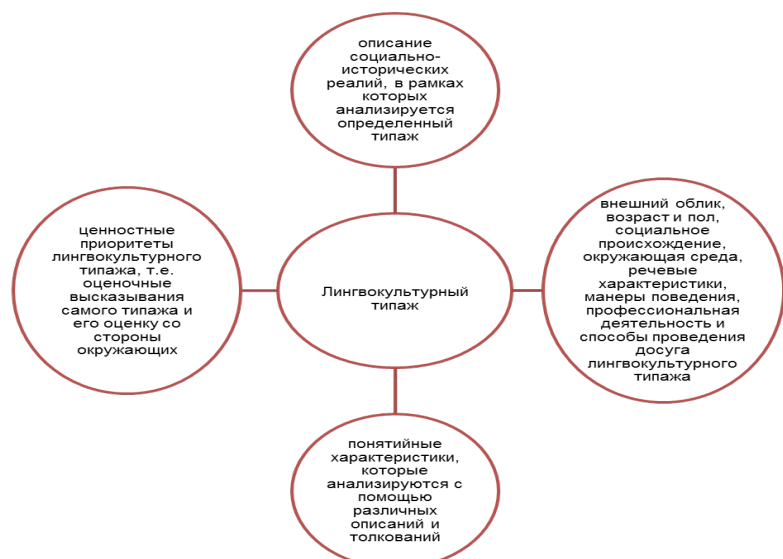 описание
социально-
исторических
реалий, в рамках
которых
анализируется
определенный
типаж
ценностные
приоритеты
лингвокультурного
типажа, т.е.
оценочные
высказывания
самого типажа и
его оценку со
стороны
окружающих
Лингвокультурный
типаж
внешний облик,
возраст и пол,
социальное
происхождение,
окружающая среда,
речевые
характеристики,
манеры поведения,
профессиональная
деятельность и
способы проведения
досуга
лингвокультурного
типажа
понятийные
характеристики,
которые
анализируются с
помощью
различных
описаний и
толкований